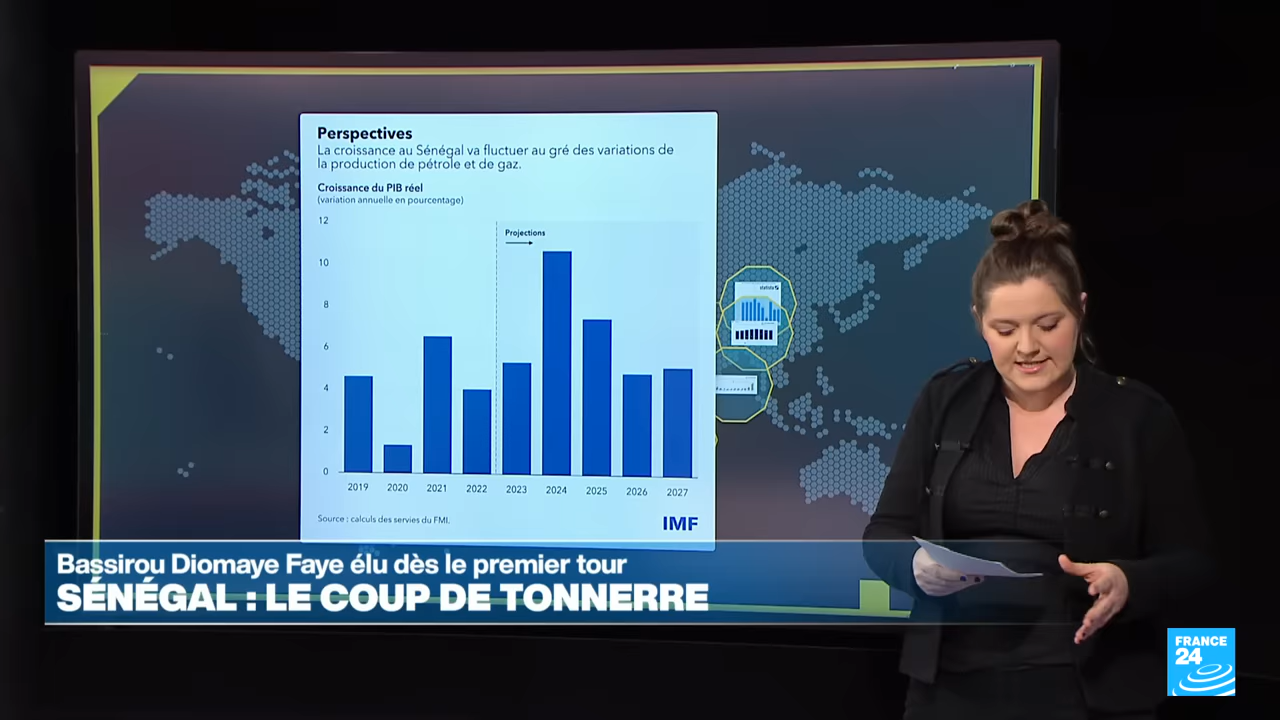 Perspectives
La croissance au Sénégal va fluctuer au gré des variations de
la production de pétrole et de gaz.
Croissance du PIB réel
(variation annuelle en pourcentage)
12
10
8
6
4
2
0
Projections
2019 2020 2021 2022 2023 2024 2025 2026 2027
Source : calculs des servies du FMI.
IMF
statista
Bassirou Diomaye Faye élu dès le premier tour
SÉNÉGAL : LE COUP DE TONNERRE
FRANCE
24